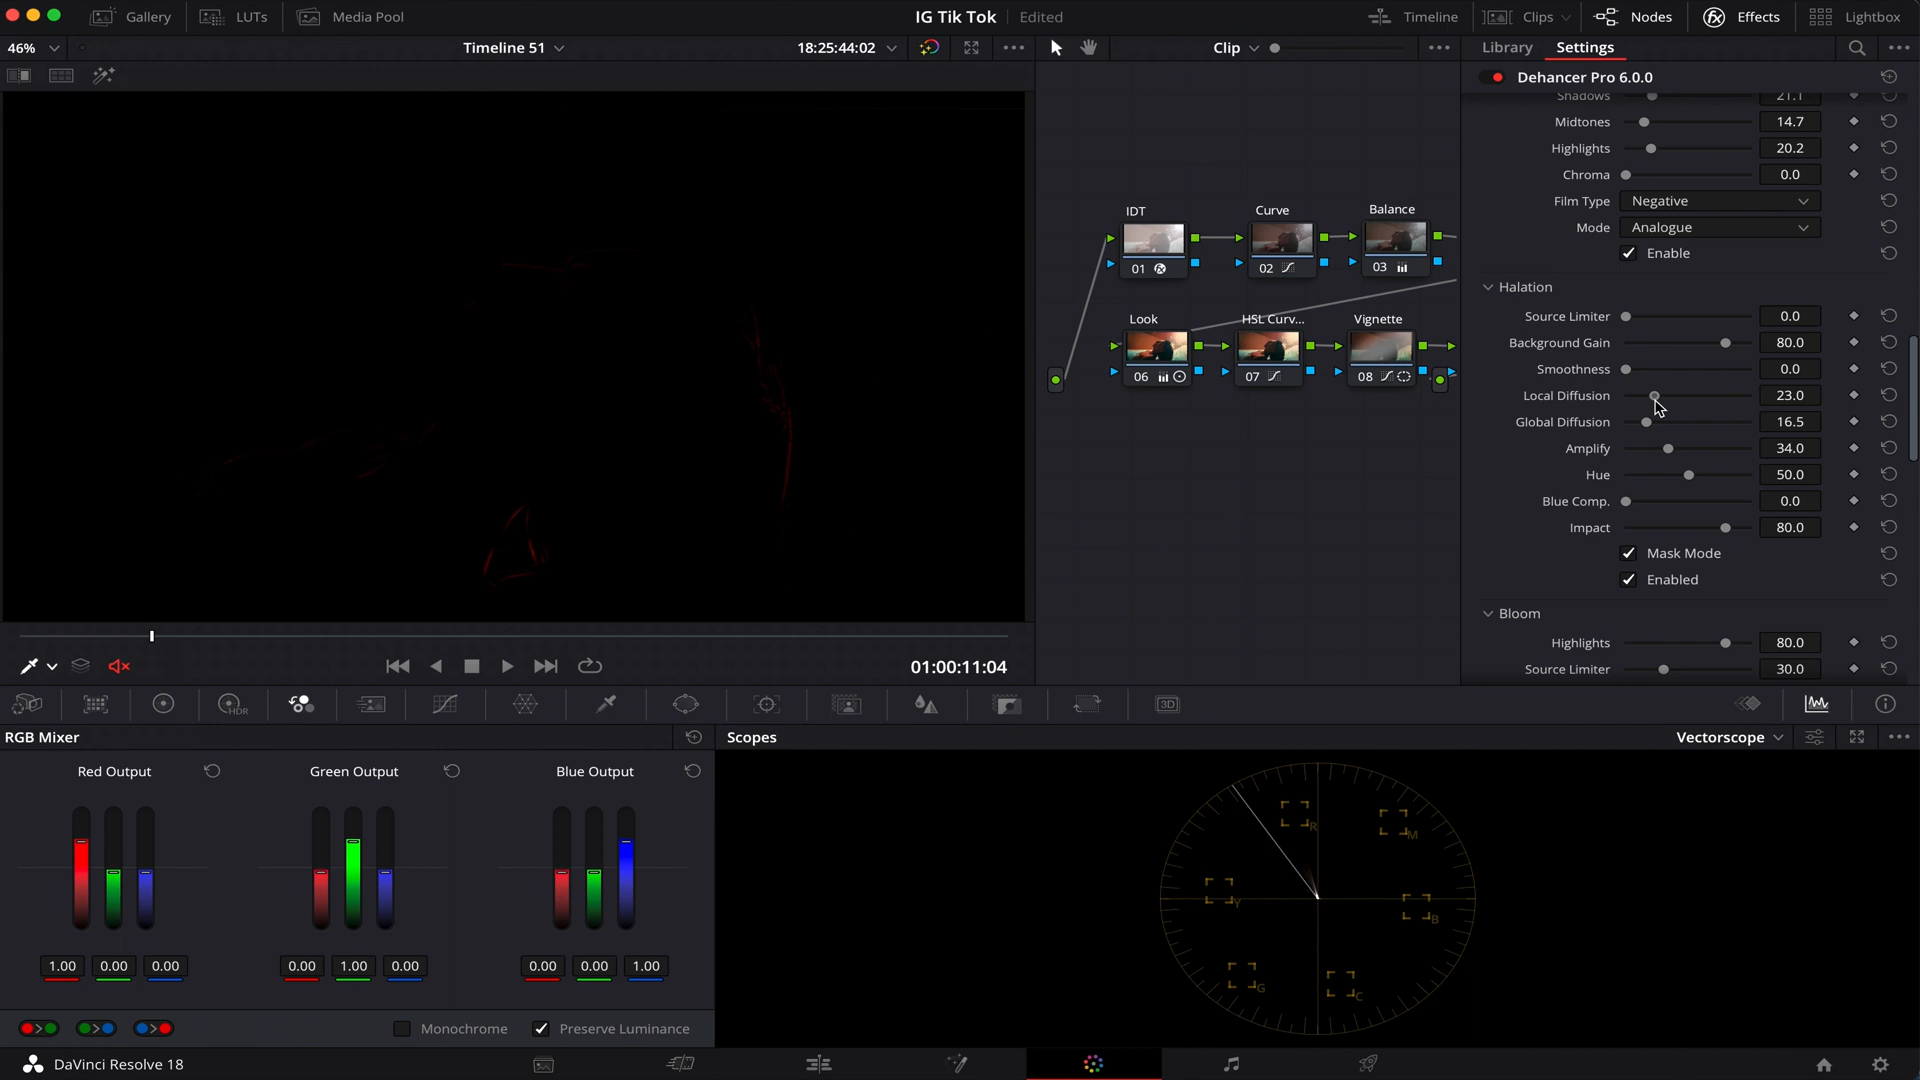 Gallery
LUTs
Media Pool
IG Tik Tok
Edited
Timeline
Clips
Nodes
Effects
Lightbox
46%
Timeline 51
18:25:44:02
Clip
Library
Settings
Dehancer Pro 6.0.0
Shadows 21.1
Midtones 14.7
Highlights 20.2
Chroma 0.0
Film Type Negative
Mode Analogue
Enable
Halation
Source Limiter 0.0
Background Gain 80.0
Smoothness 0.0
Local Diffusion 23.0
Global Diffusion 16.5
Amplify 34.0
Hue 50.0
Blue Comp. 0.0
Impact 80.0
Mask Mode
Enabled
Bloom
Highlights 80.0
Source Limiter 30.0
IDT
Curve
Balance
01
02
03
Look
HSL Curv...
Vignette
06
07
08
01:00:11:04
HDR
3D
RGB Mixer
Scopes
Vectorscope
Red Output
Green Output
Blue Output
1.00 0.00 0.00
0.00 1.00 0.00
0.00 0.00 1.00
Monochrome
Preserve Luminance
R
M
Y
B
G
C
DaVinci Resolve 18